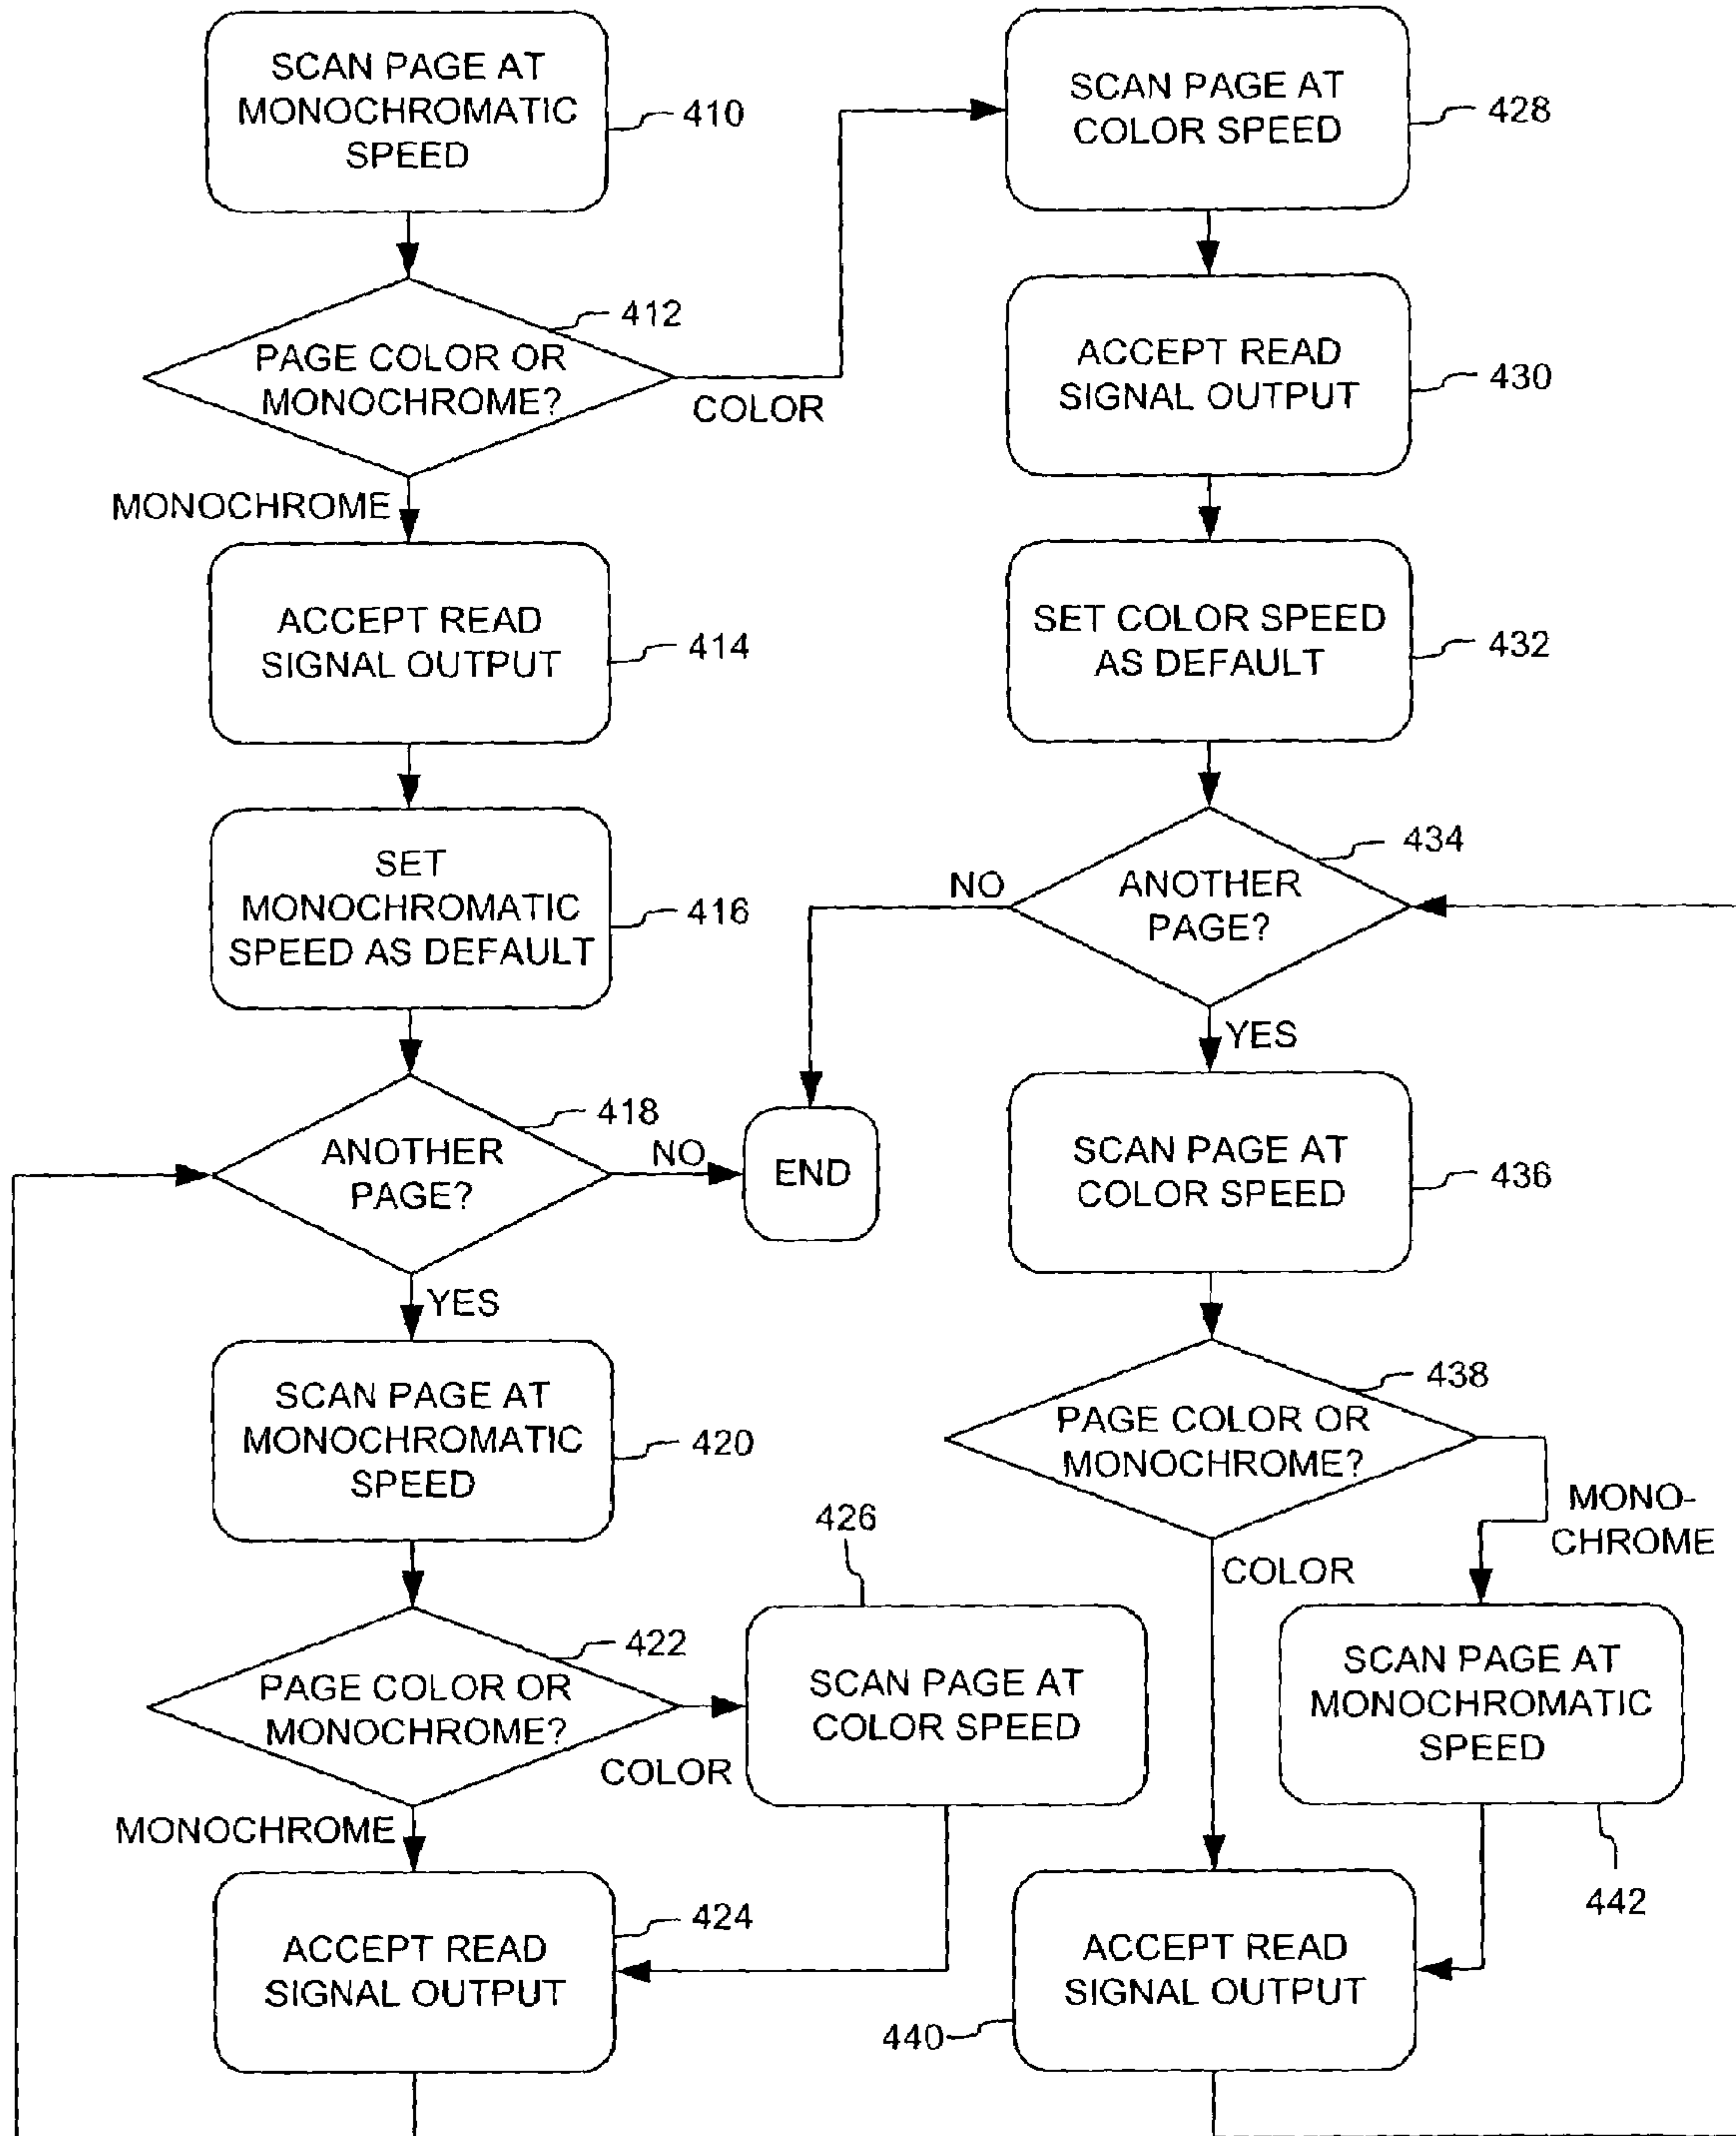 SCAN PAGE AT
MONOCHROMATIC
SPEED
410
PAGE COLOR OR
MONOCHROME?
412
COLOR
MONOCHROME
ACCEPT READ
SIGNAL OUTPUT
414
SET
MONOCHROMATIC
SPEED AS DEFAULT
416
ANOTHER
PAGE?
418
NO
END
YES
SCAN PAGE AT
MONOCHROMATIC
SPEED
420
PAGE COLOR OR
MONOCHROME?
422
COLOR
MONOCHROME
426
SCAN PAGE AT
COLOR SPEED
ACCEPT READ
SIGNAL OUTPUT
424
SCAN PAGE AT
COLOR SPEED
428
ACCEPT READ
SIGNAL OUTPUT
430
SET COLOR SPEED
AS DEFAULT
432
ANOTHER
PAGE?
434
NO
YES
SCAN PAGE AT
COLOR SPEED
436
PAGE COLOR OR
MONOCHROME?
438
MONO-
CHROME
COLOR
SCAN PAGE AT
MONOCHROMATIC
SPEED
442
ACCEPT READ
SIGNAL OUTPUT
440